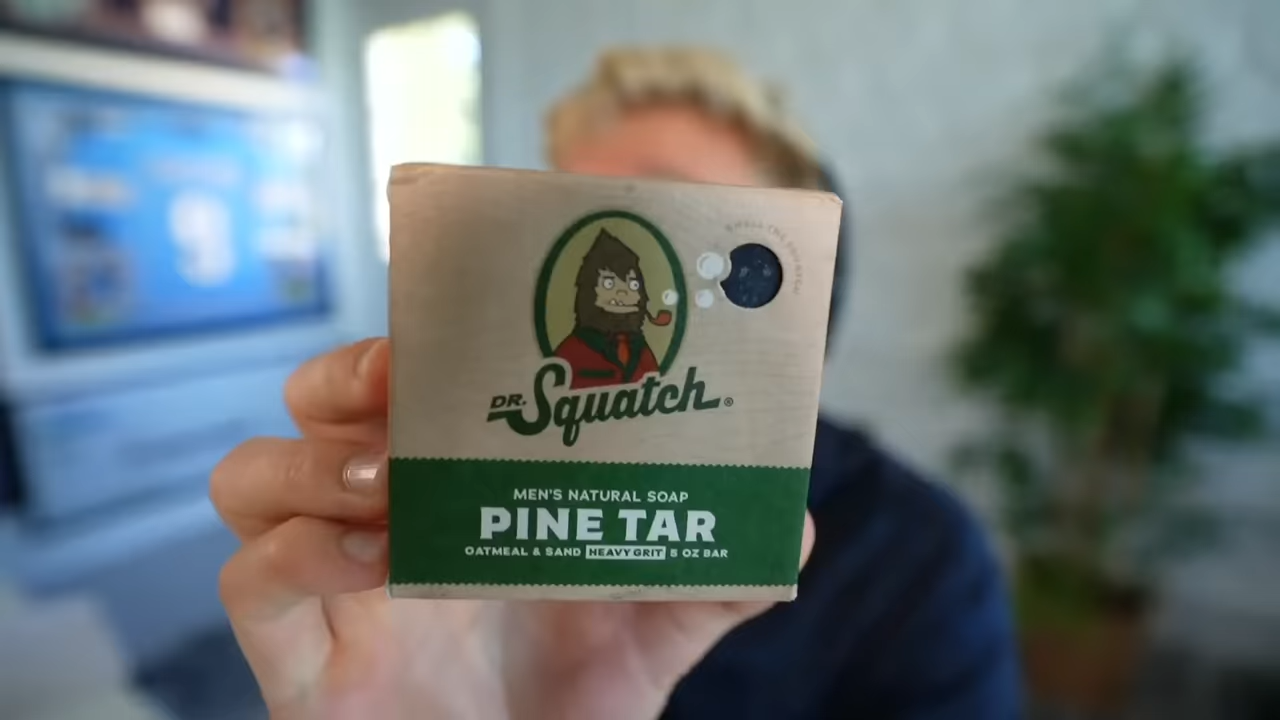 DR. Squatch®
MEN'S NATURAL SOAP
PINE TAR
OATMEAL & SAND HEAVY GRIT 5 OZ BAR